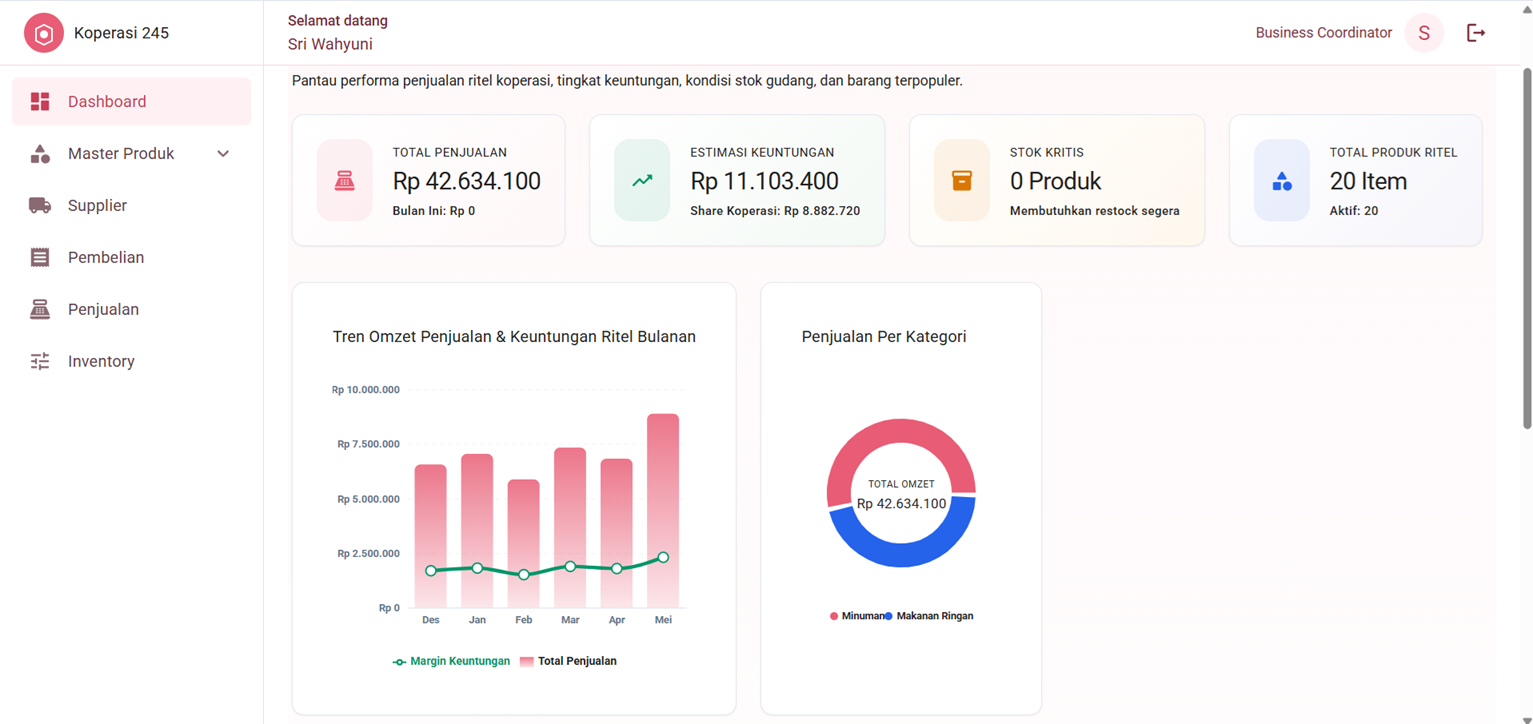 Koperasi 245
Selamat datang
Sri Wahyuni
Business Coordinator
S
Dashboard
Master Produk
Supplier
Pembelian
Penjualan
Inventory
Pantau performa penjualan ritel koperasi, tingkat keuntungan, kondisi stok gudang, dan barang terpopuler.
TOTAL PENJUALAN
Rp 42.634.100
Bulan Ini: Rp 0
ESTIMASI KEUNTUNGAN
Rp 11.103.400
Share Koperasi: Rp 8.882.720
STOK KRITIS
0 Produk
Membutuhkan restock segera
TOTAL PRODUK RITEL
20 Item
Aktif: 20
Tren Omzet Penjualan & Keuntungan Ritel Bulanan
Rp 10.000.000
Rp 7.500.000
Rp 5.000.000
Rp 2.500.000
Rp 0
Des Jan Feb Mar Apr Mei
Margin Keuntungan Total Penjualan
Penjualan Per Kategori
TOTAL OMZET
Rp 42.634.100
Minuman Makanan Ringan